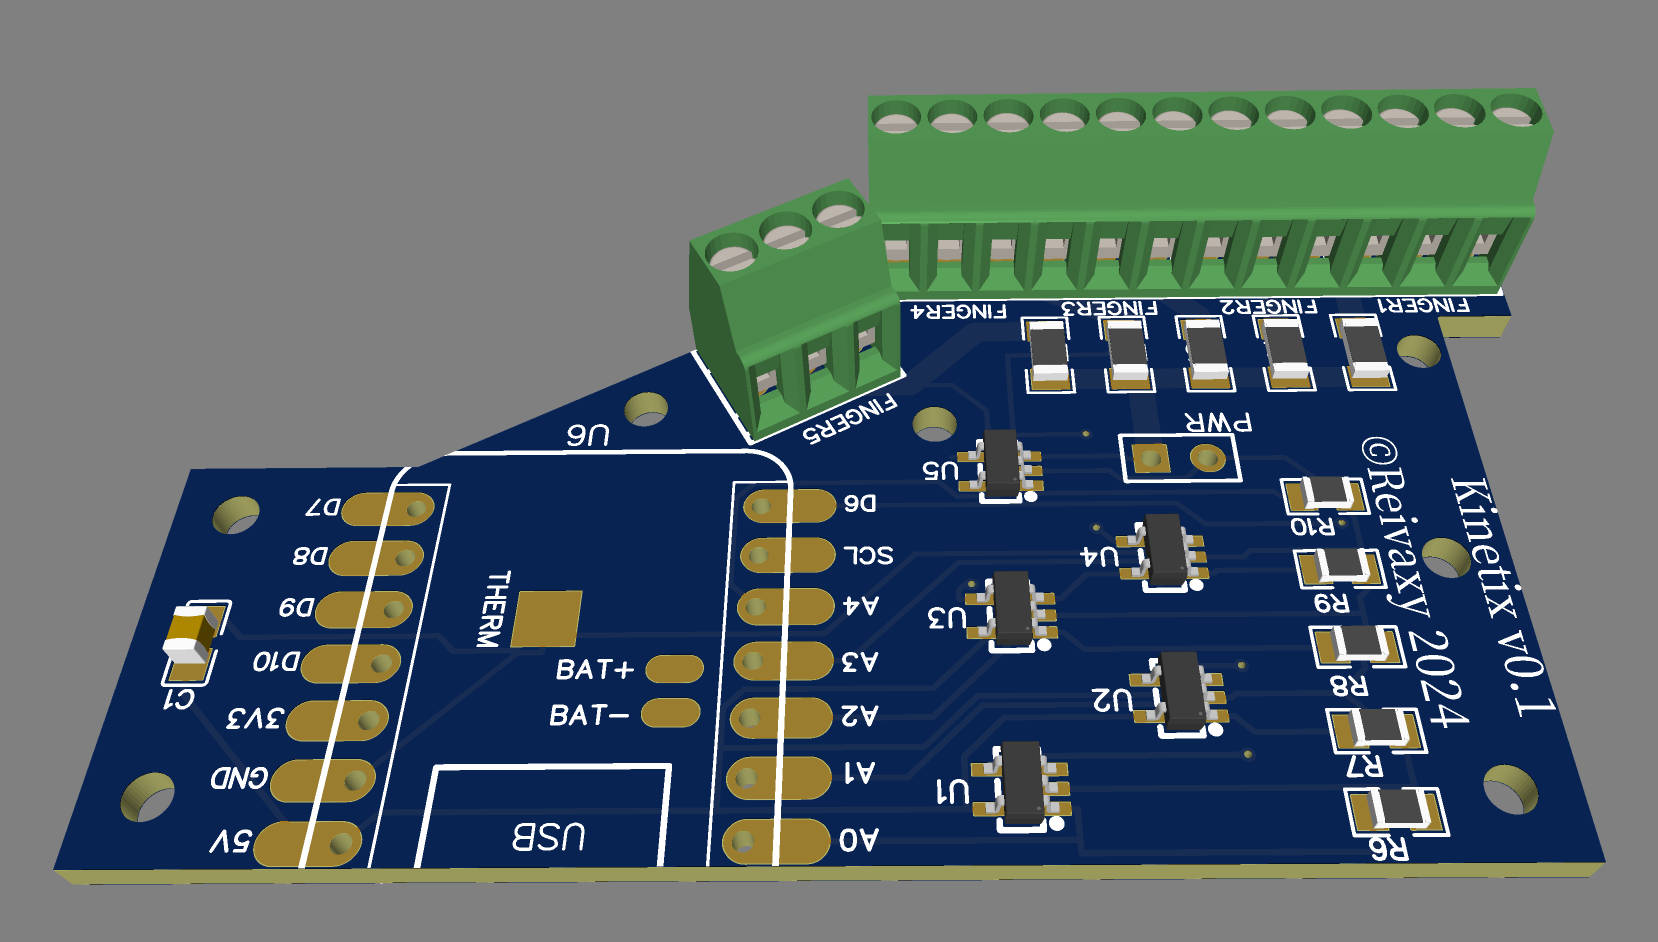 FINGER4
FINGER3
FINGER2
FINGER1
FINGER5
U6
PWR
D7
D8
D9
D10
3V3
GND
5V
C1
THERM
BAT+
BAT-
USB
D6
SCL
A4
A3
A2
A1
A0
U5
U4
U3
U2
U1
R10
R9
R8
R7
R6
©Reivaxy 2024
Kinetix v0.1